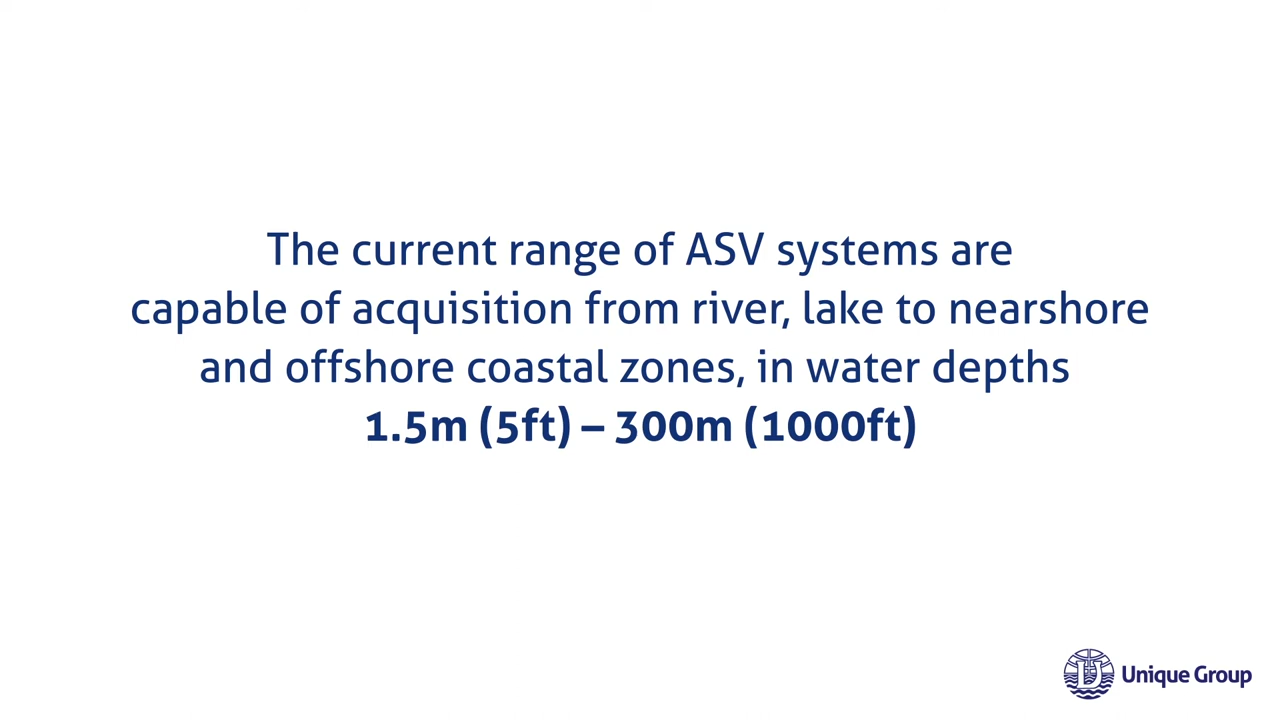 The current range of ASV systems are
capable of acquisition from river, lake to nearshore
and offshore coastal zones, in water depths
1.5m (5ft) – 300m (1000ft)
Unique Group